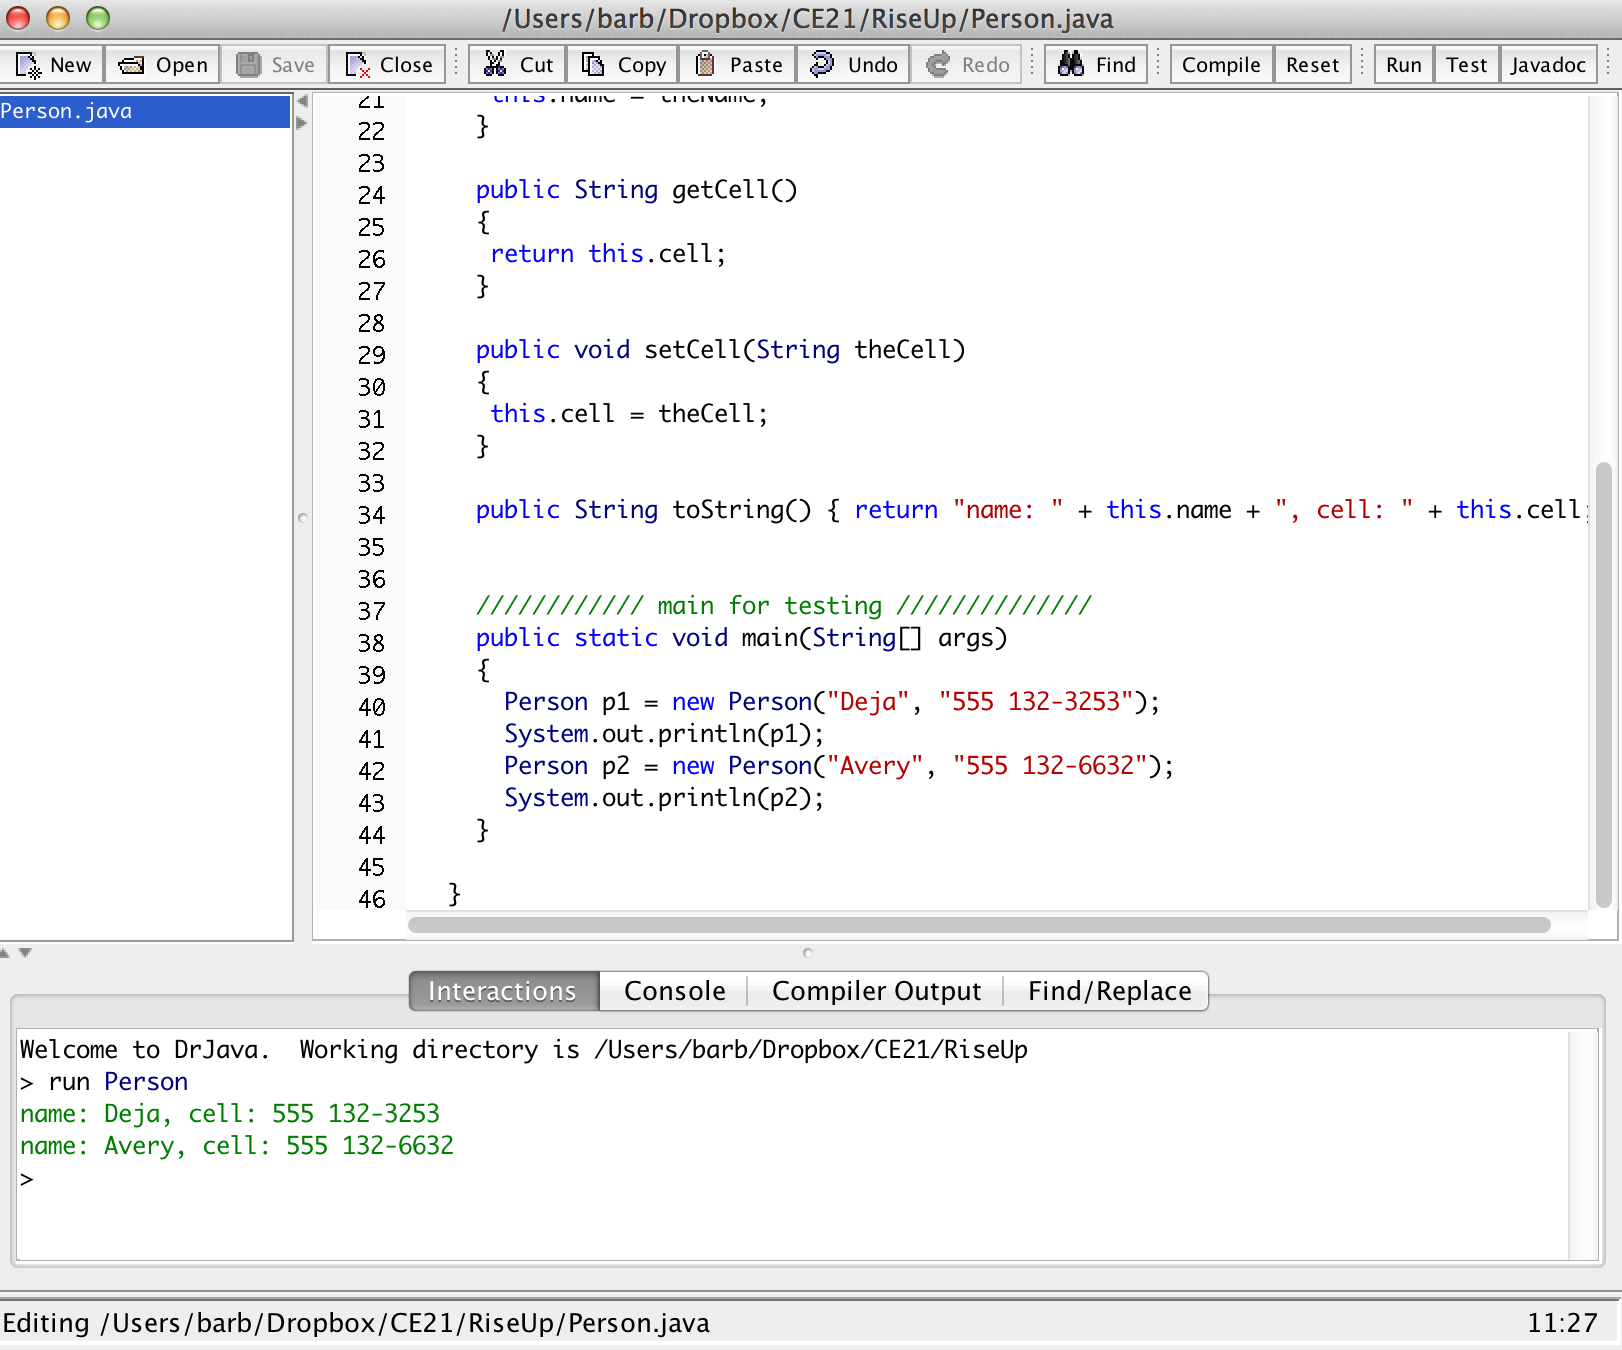 /Users/barb/Dropbox/CE21/RiseUp/Person.java
New Open Save Close Cut Copy Paste Undo Redo Find Compile Reset Run Test Javadoc
Person.java
21 this.name = theName;
22 }
23
24 public String getCell()
25 {
26 return this.cell;
27 }
28
29 public void setCell(String theCell)
30 {
31 this.cell = theCell;
32 }
33
34 public String toString() { return "name: " + this.name + ", cell: " + this.cell;
35
36
37 //////////// main for testing //////////////
38 public static void main(String[] args)
39 {
40 Person p1 = new Person("Deja", "555 132-3253");
41 System.out.println(p1);
42 Person p2 = new Person("Avery", "555 132-6632");
43 System.out.println(p2);
44 }
45
46 }
Interactions Console Compiler Output Find/Replace
Welcome to DrJava.  Working directory is /Users/barb/Dropbox/CE21/RiseUp
> run Person
name: Deja, cell: 555 132-3253
name: Avery, cell: 555 132-6632
>
Editing /Users/barb/Dropbox/CE21/RiseUp/Person.java 11:27